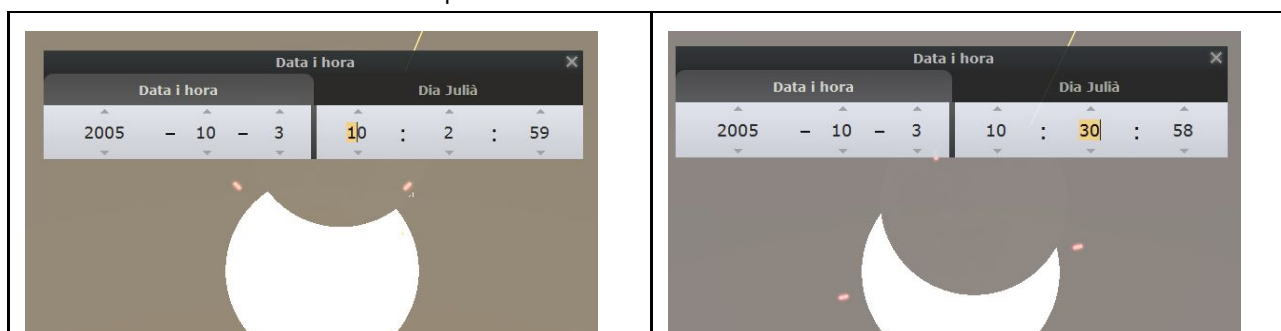 Data i hora
Data i hora Dia Julià
2005 – 10 – 3 10 : 2 : 59
Data i hora
Data i hora Dia Julià
2005 – 10 – 3 10 : 30 : 58